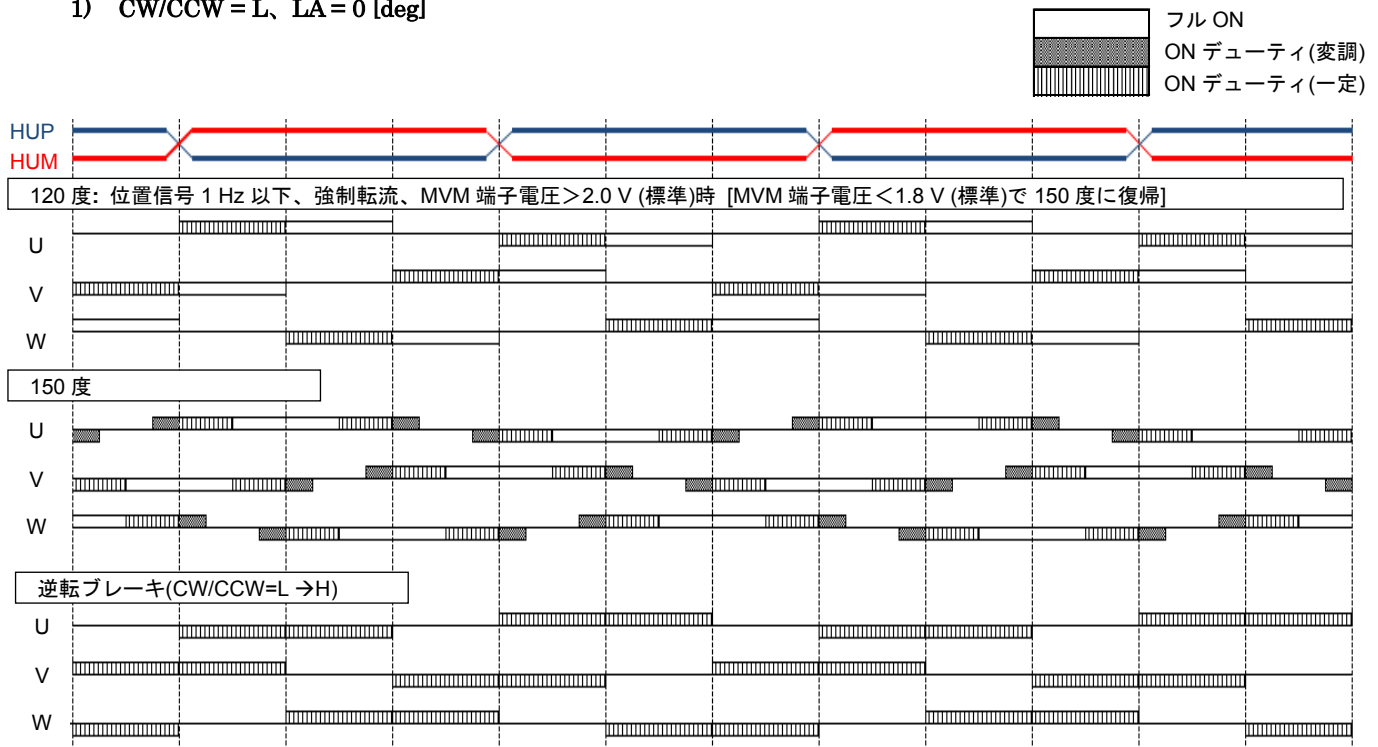 1) CW/CCW = L、LA = 0 [deg]
フル ON
ON デューティ(変調)
ON デューティ(一定)
HUP
HUM
120 度: 位置信号 1 Hz 以下、強制転流、MVM 端子電圧＞2.0 V (標準)時 [MVM 端子電圧＜1.8 V (標準)で 150 度に復帰]
U
V
W
150 度
U
V
W
逆転ブレーキ(CW/CCW=L →H)
U
V
W